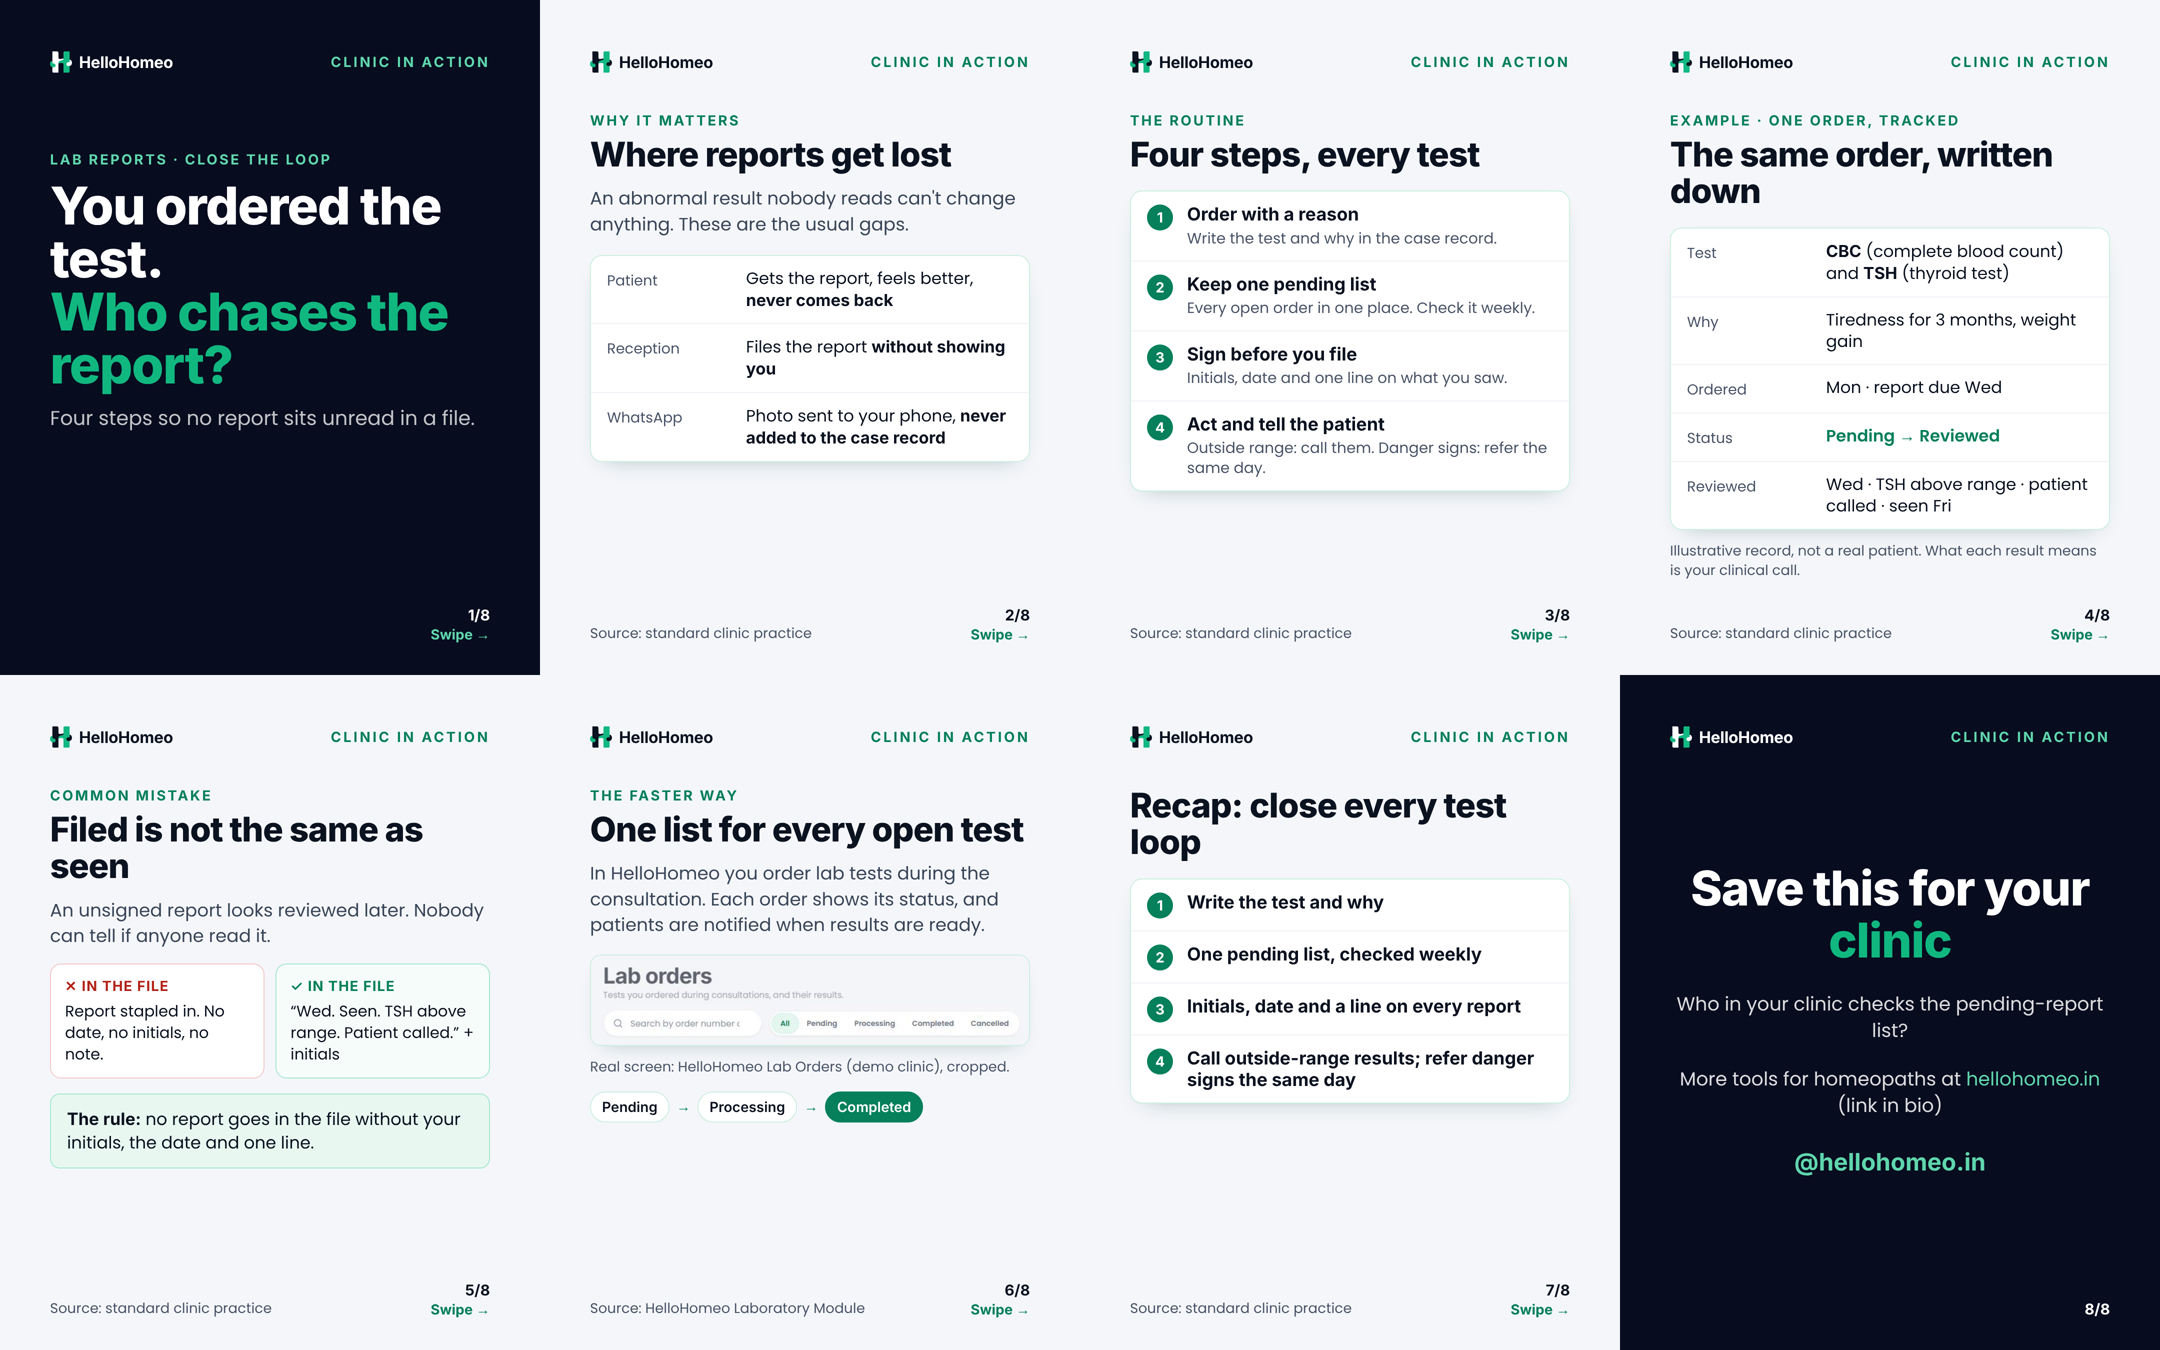 HelloHomeo
CLINIC IN ACTION
LAB REPORTS · CLOSE THE LOOP
You ordered the
test.
Who chases the
report?
Four steps so no report sits unread in a file.
1/8
Swipe →
HelloHomeo
CLINIC IN ACTION
WHY IT MATTERS
Where reports get lost
An abnormal result nobody reads can't change
anything. These are the usual gaps.
Patient
Gets the report, feels better,
never comes back
Reception
Files the report without showing
you
WhatsApp
Photo sent to your phone, never
added to the case record
Source: standard clinic practice
2/8
Swipe →
HelloHomeo
CLINIC IN ACTION
THE ROUTINE
Four steps, every test
1 Order with a reason
Write the test and why in the case record.
2 Keep one pending list
Every open order in one place. Check it weekly.
3 Sign before you file
Initials, date and one line on what you saw.
4 Act and tell the patient
Outside range: call them. Danger signs: refer the
same day.
Source: standard clinic practice
3/8
Swipe →
HelloHomeo
CLINIC IN ACTION
EXAMPLE · ONE ORDER, TRACKED
The same order, written
down
Test
CBC (complete blood count)
and TSH (thyroid test)
Why
Tiredness for 3 months, weight
gain
Ordered
Mon · report due Wed
Status
Pending → Reviewed
Reviewed
Wed · TSH above range · patient
called · seen Fri
Illustrative record, not a real patient. What each result means
is your clinical call.
Source: standard clinic practice
4/8
Swipe →
HelloHomeo
CLINIC IN ACTION
COMMON MISTAKE
Filed is not the same as
seen
An unsigned report looks reviewed later. Nobody
can tell if anyone read it.
✕ IN THE FILE
Report stapled in. No
date, no initials, no
note.
✓ IN THE FILE
“Wed. Seen. TSH above
range. Patient called.” +
initials
The rule: no report goes in the file without your
initials, the date and one line.
Source: standard clinic practice
5/8
Swipe →
HelloHomeo
CLINIC IN ACTION
THE FASTER WAY
One list for every open test
In HelloHomeo you order lab tests during the
consultation. Each order shows its status, and
patients are notified when results are ready.
Lab orders
Tests you ordered during consultations, and their results.
Search by order number
All Pending Processing Completed Cancelled
Real screen: HelloHomeo Lab Orders (demo clinic), cropped.
Pending → Processing → Completed
Source: HelloHomeo Laboratory Module
6/8
Swipe →
HelloHomeo
CLINIC IN ACTION
Recap: close every test
loop
1 Write the test and why
2 One pending list, checked weekly
3 Initials, date and a line on every report
4 Call outside-range results; refer danger
signs the same day
Source: standard clinic practice
7/8
Swipe →
HelloHomeo
CLINIC IN ACTION
Save this for your
clinic
Who in your clinic checks the pending-report
list?
More tools for homeopaths at hellohomeo.in
(link in bio)
@hellohomeo.in
8/8